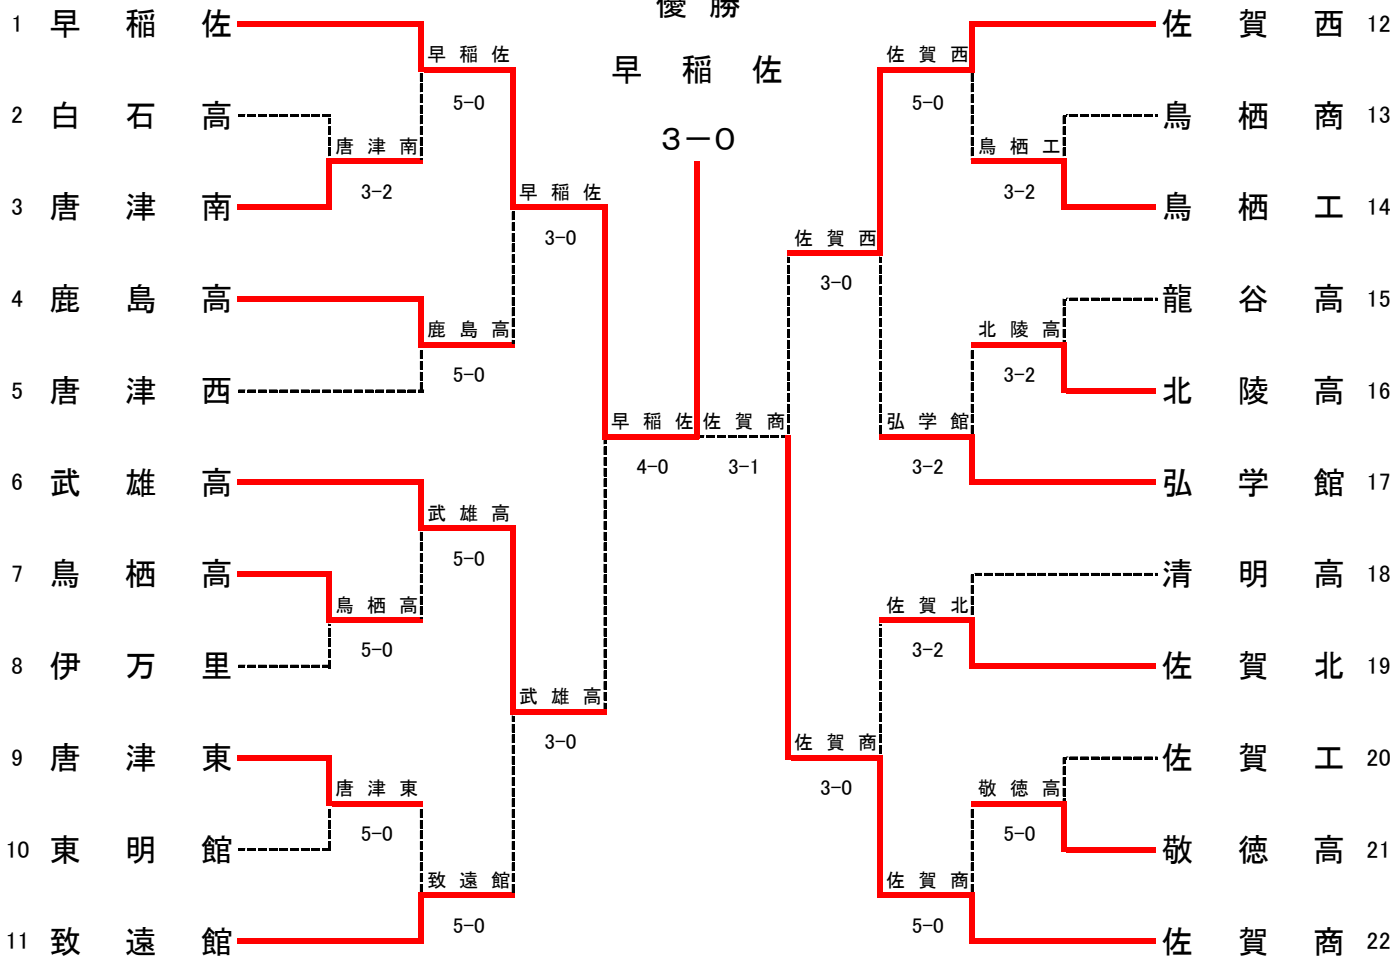 優勝
早稲佐
3－0
1 早稲佐
2 白石高
3 唐津南
4 鹿島高
5 唐津西
6 武雄高
7 鳥栖高
8 伊万里
9 唐津東
10 東明館
11 致遠館
唐津南
3-2
鳥栖高
5-0
唐津東
5-0
早稲佐
5-0
鹿島高
5-0
武雄高
5-0
致遠館
5-0
早稲佐
3-0
武雄高
3-0
早稲佐
4-0
佐賀商
3-1
佐賀西
3-0
佐賀商
3-0
佐賀西
5-0
弘学館
3-2
佐賀北
3-2
佐賀商
5-0
鳥栖工
3-2
北陵高
3-2
敬徳高
5-0
佐賀西 12
鳥栖商 13
鳥栖工 14
龍谷高 15
北陵高 16
弘学館 17
清明高 18
佐賀北 19
佐賀工 20
敬徳高 21
佐賀商 22